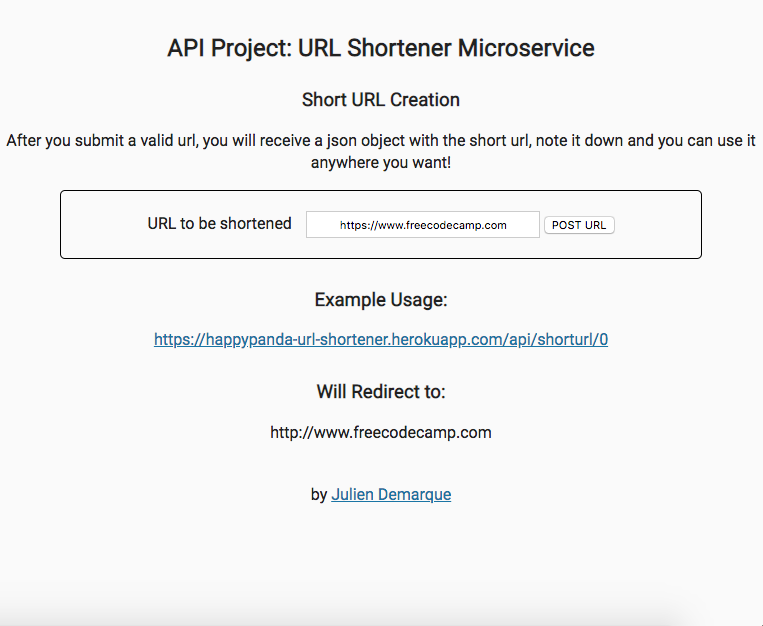 API Project: URL Shortener Microservice
Short URL Creation
After you submit a valid url, you will receive a json object with the short url, note it down and you can use it
anywhere you want!
URL to be shortened https://www.freecodecamp.com POST URL
Example Usage:
https://happypanda-url-shortener.herokuapp.com/api/shorturl/0
Will Redirect to:
http://www.freecodecamp.com
by Julien Demarque